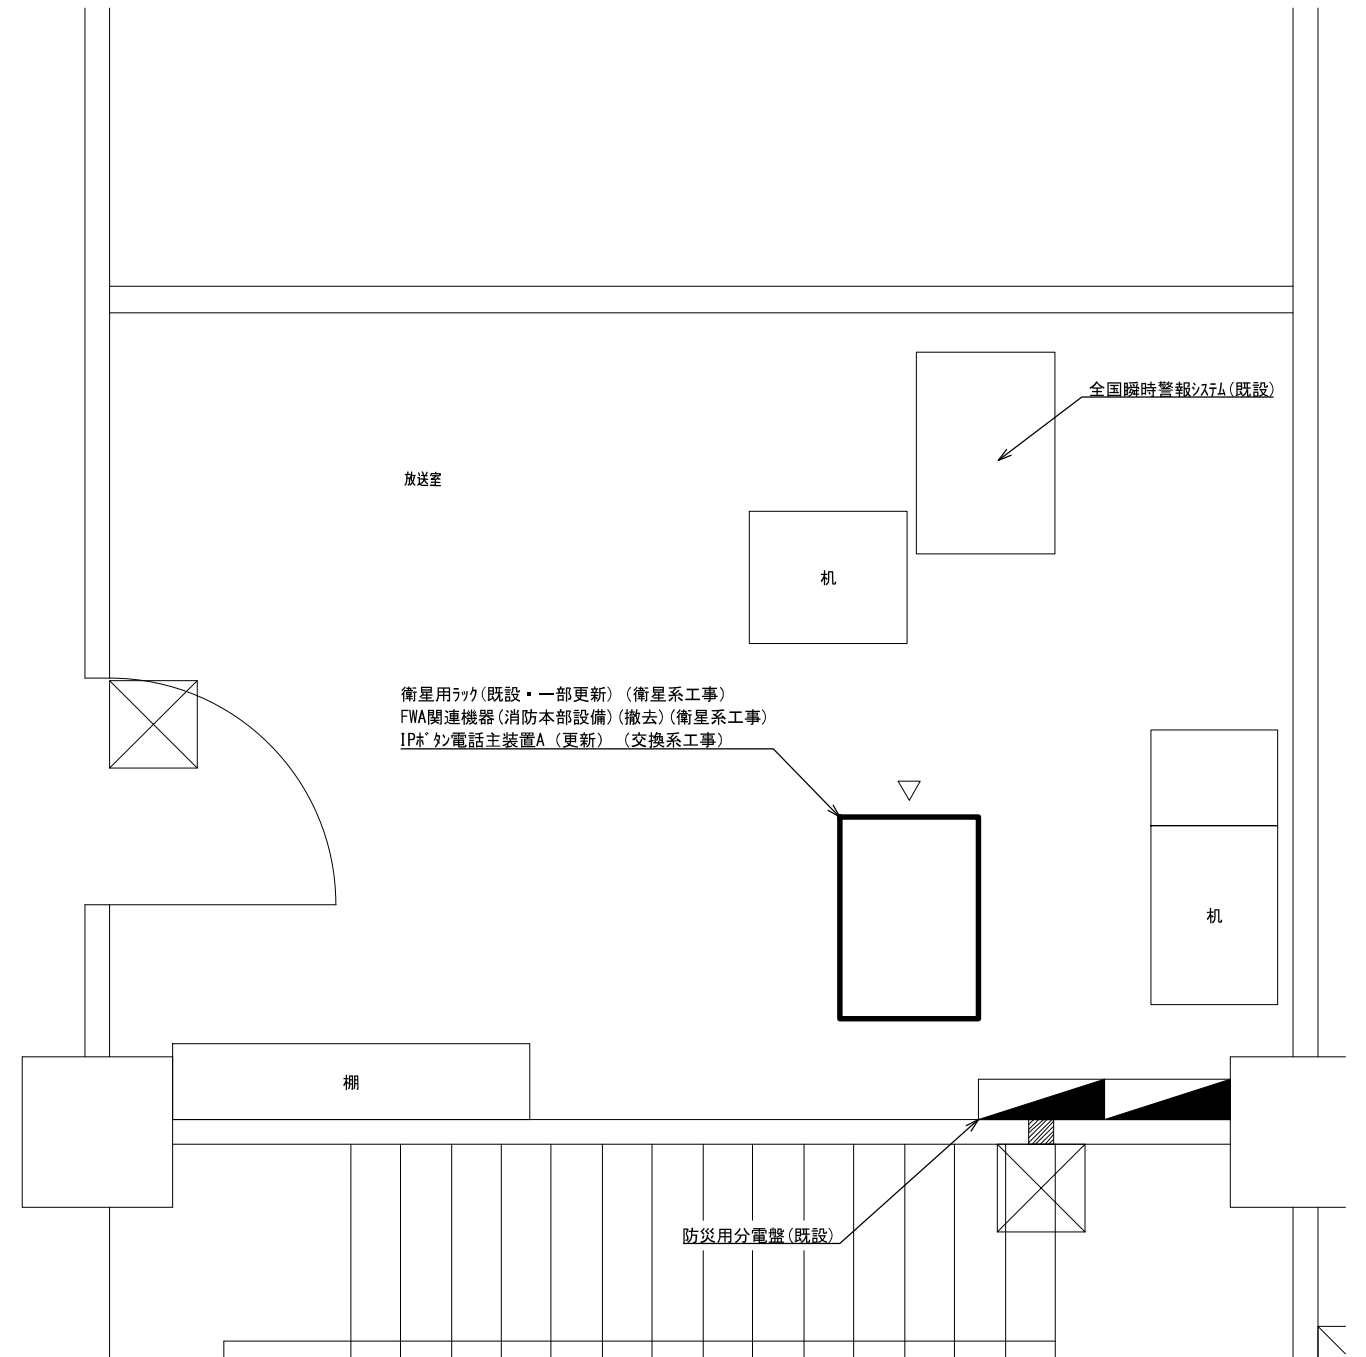 全国瞬時警報ｼｽﾃﾑ(既設)
放送室
机
衛星用ﾗｯｸ(既設・一部更新)（衛星系工事）
FWA関連機器(消防本部設備)(撤去)(衛星系工事)
IPﾎﾞﾀﾝ電話主装置A（更新）（交換系工事）
机
棚
防災用分電盤(既設)